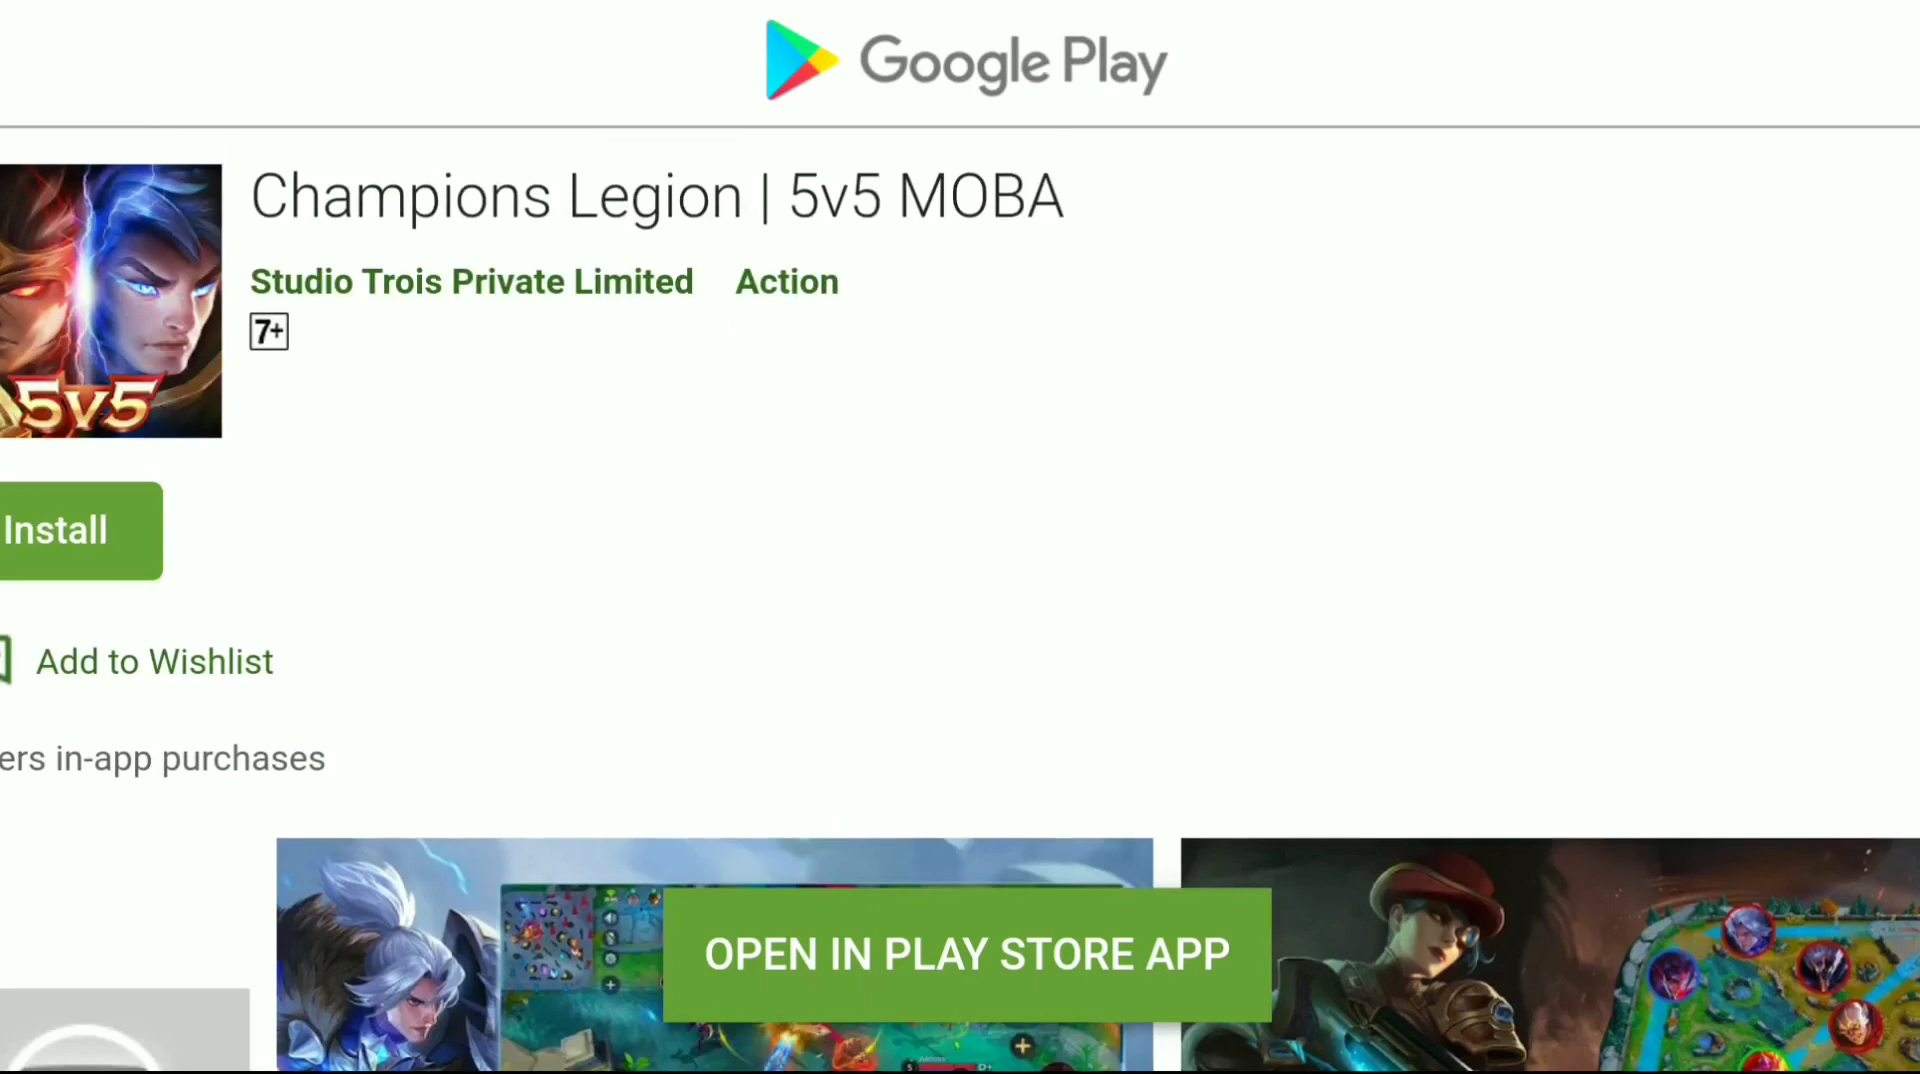 Google Play
Champions Legion | 5v5 MOBA
Studio Trois Private Limited Action
7+
5v5
Install
Add to Wishlist
ers in-app purchases
OPEN IN PLAY STORE APP